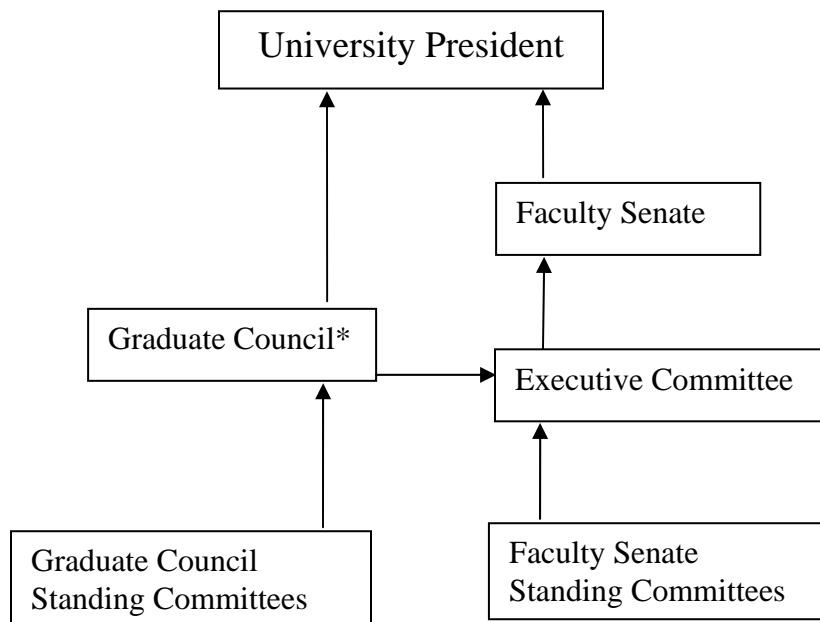 University President
Faculty Senate
Graduate Council*
Executive Committee
Graduate Council
Standing Committees
Faculty Senate
Standing Committees